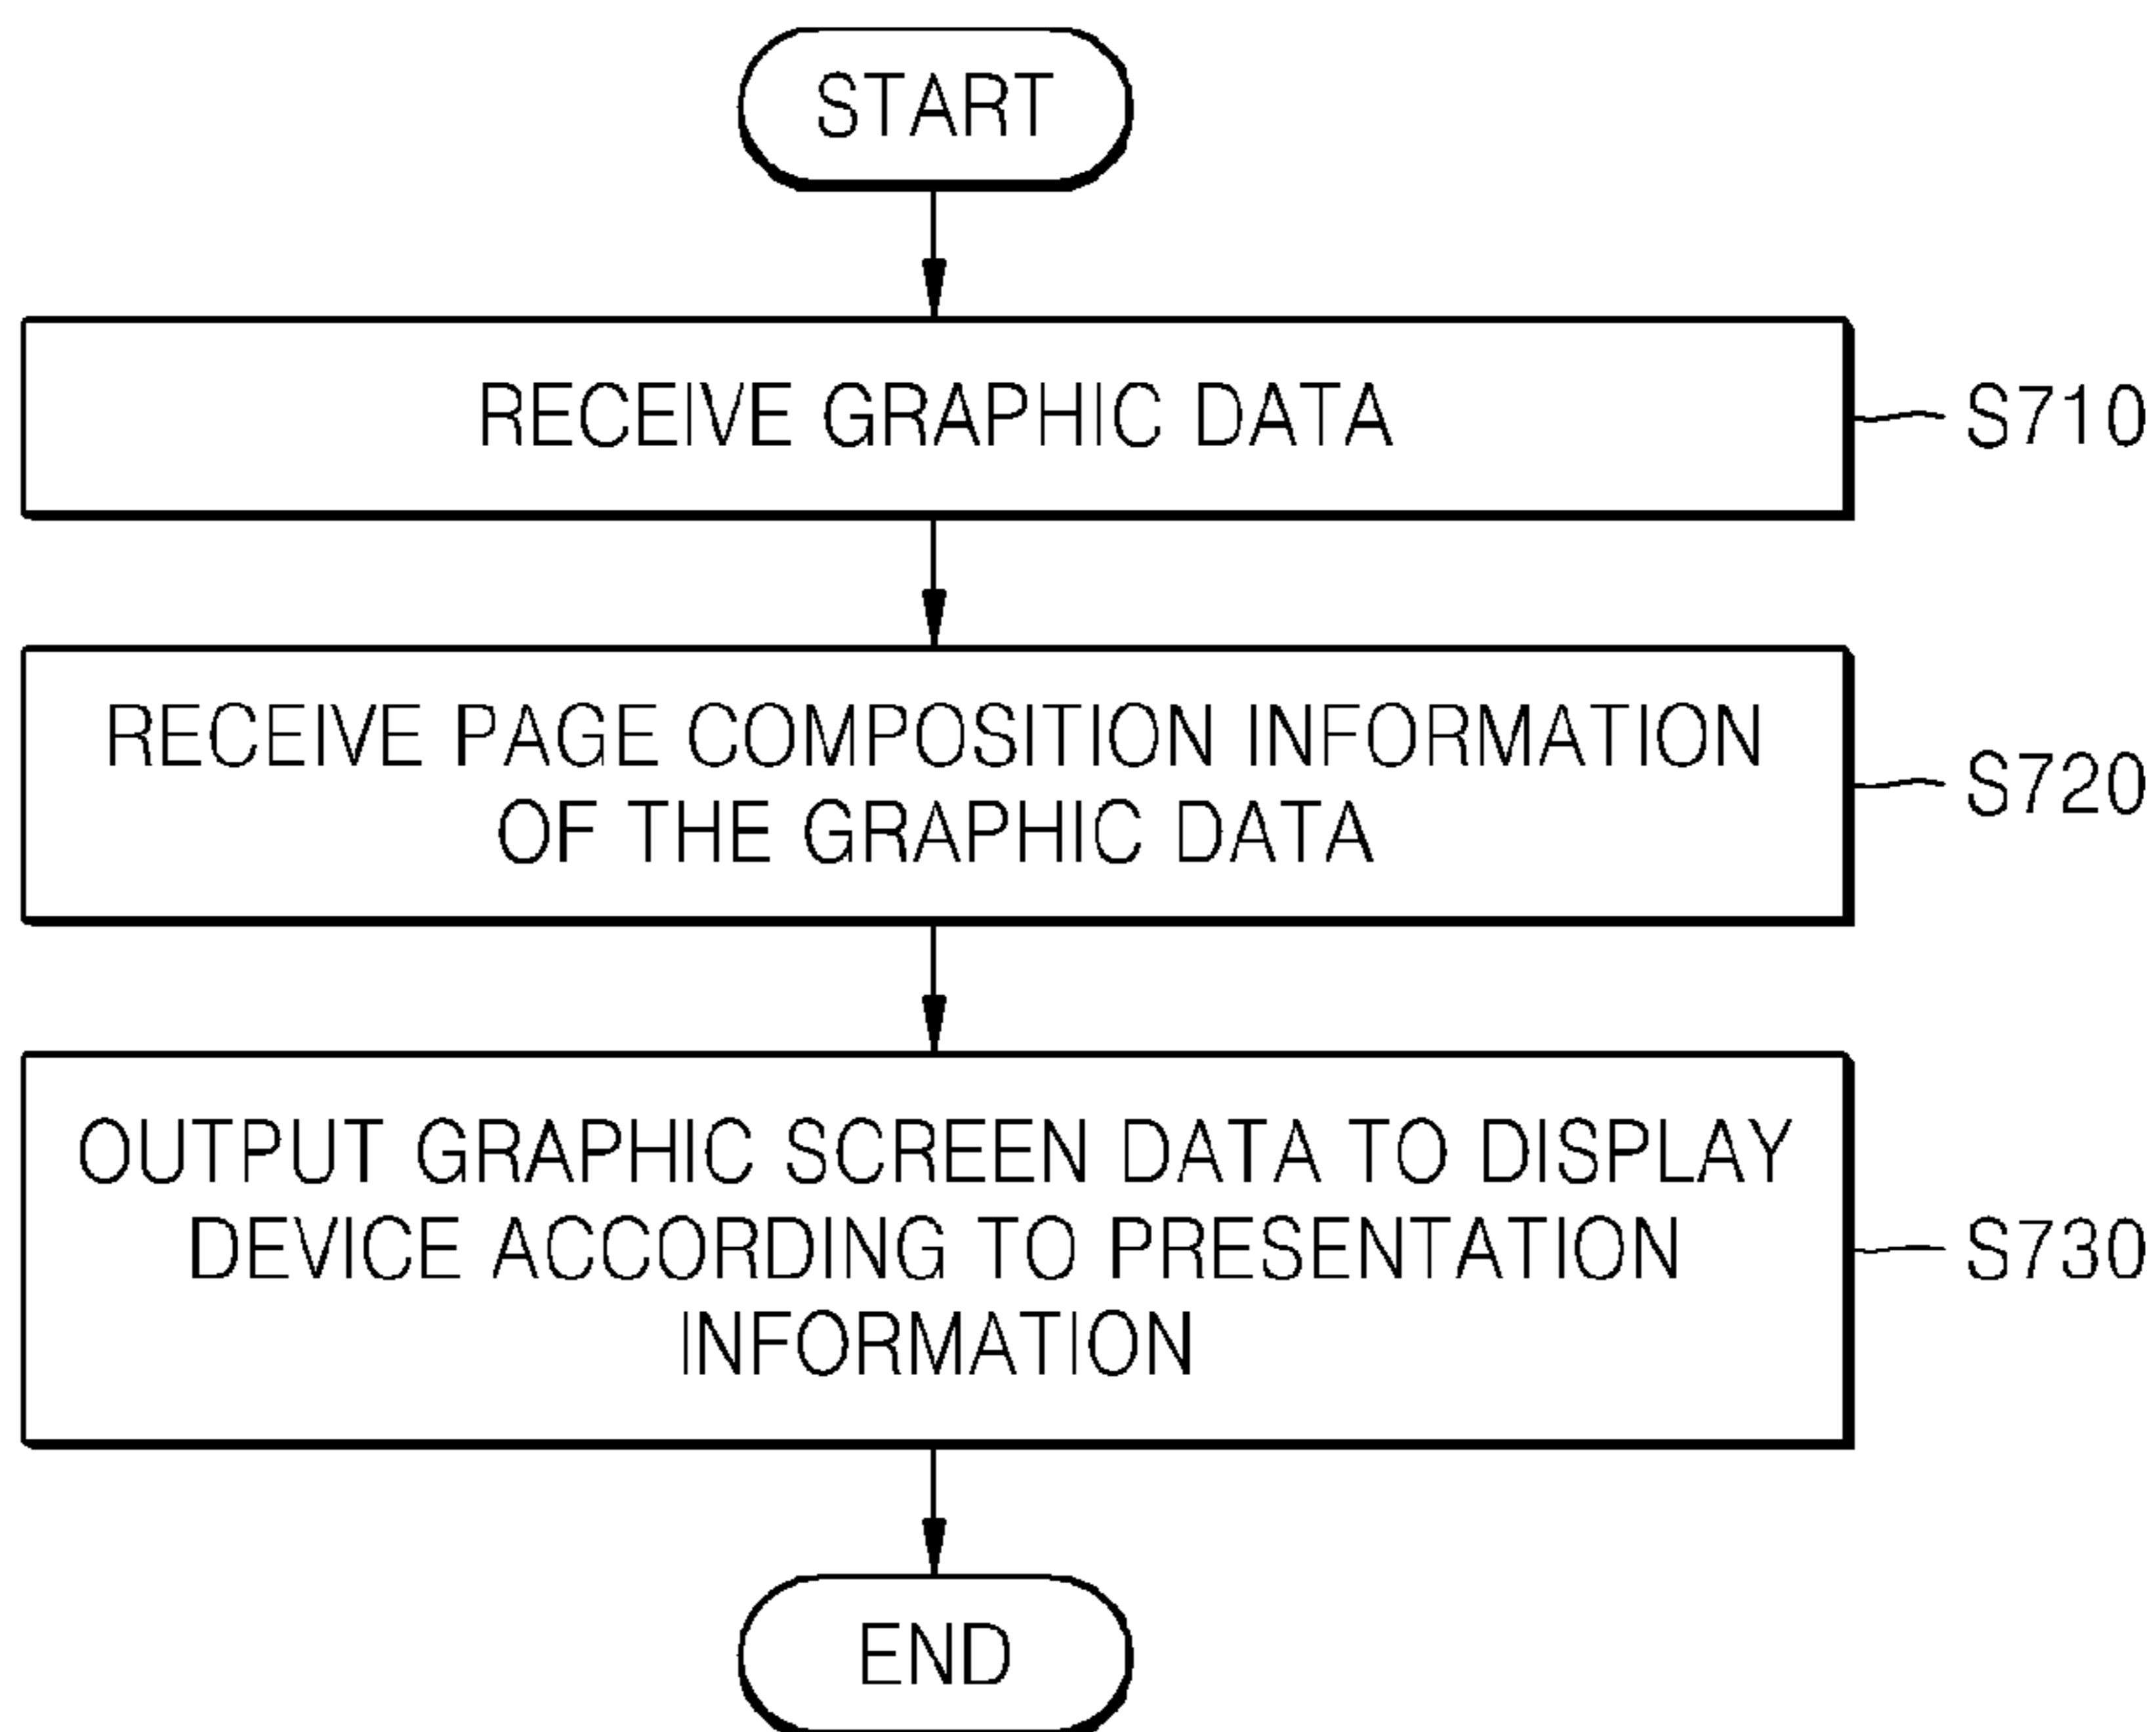 START
RECEIVE GRAPHIC DATA
S710
RECEIVE PAGE COMPOSITION INFORMATION
OF THE GRAPHIC DATA
S720
OUTPUT GRAPHIC SCREEN DATA TO DISPLAY
DEVICE ACCORDING TO PRESENTATION
INFORMATION
S730
END